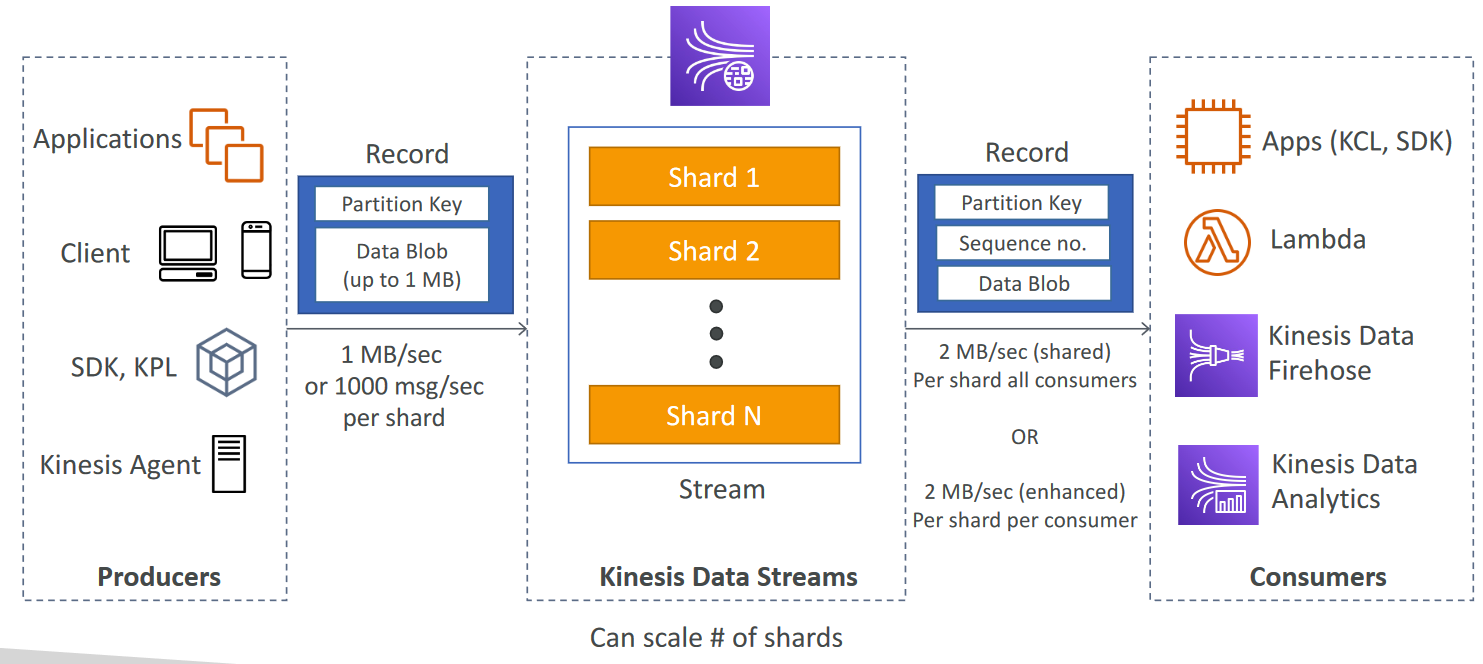 Applications
Client
SDK, KPL
Kinesis Agent
Producers
Record
Partition Key
Data Blob
(up to 1 MB)
1 MB/sec
or 1000 msg/sec
per shard
Shard 1
Shard 2
Shard N
Stream
Kinesis Data Streams
Can scale # of shards
Record
Partition Key
Sequence no.
Data Blob
2 MB/sec (shared)
Per shard all consumers
OR
2 MB/sec (enhanced)
Per shard per consumer
Apps (KCL, SDK)
Lambda
Kinesis Data
Firehose
Kinesis Data
Analytics
Consumers